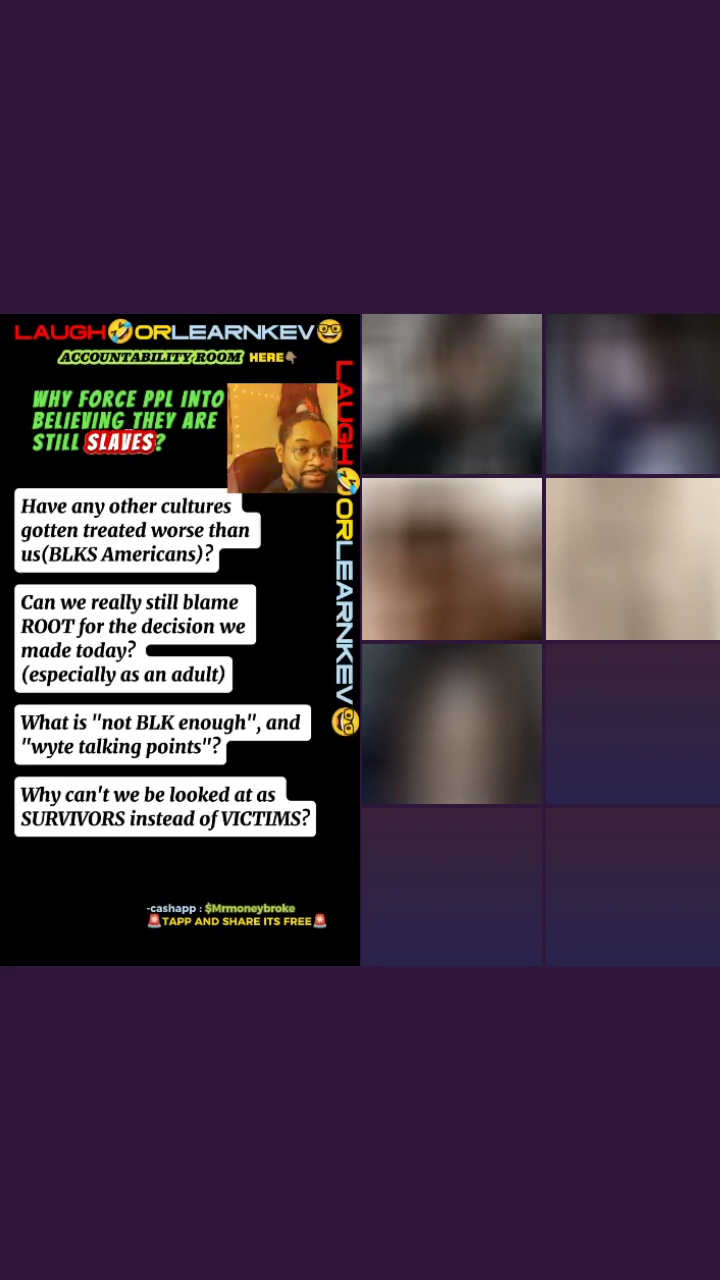 LAUGH🤣ORLEARNKEV🤓
ACCOUNTABILITY ROOM HERE👇🏽
WHY FORCE PPL INTO
BELIEVING THEY ARE
STILL SLAVES?
Have any other cultures
gotten treated worse than
us(BLKS Americans)?
Can we really still blame
ROOT for the decision we
made today?
(especially as an adult)
What is "not BLK enough", and
"wyte talking points"?
Why can't we be looked at as
SURVIVORS instead of VICTIMS?
LAUGH🤣ORLEARNKEV🤓
-cashapp : $Mrmoneybroke
🚨TAPP AND SHARE ITS FREE🚨